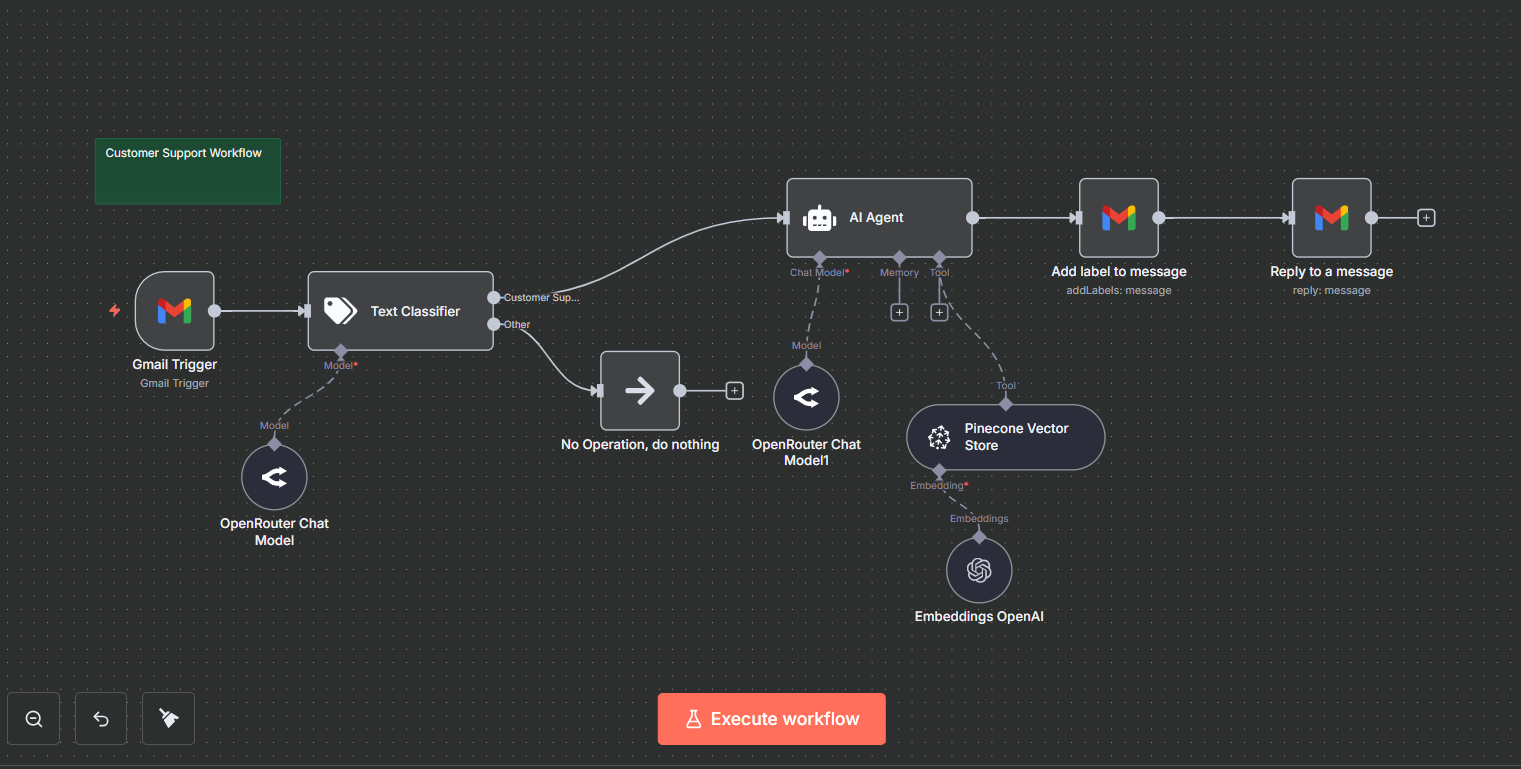 Customer Support Workflow
Gmail Trigger
Gmail Trigger
Text Classifier
Customer Sup...
Other
Model*
Model
OpenRouter Chat
Model
No Operation, do nothing
AI Agent
Chat Model*
Memory
Tool
Model
OpenRouter Chat
Model1
Tool
Pinecone Vector
Store
Embedding*
Embeddings
Embeddings OpenAI
Add label to message
addLabels: message
Reply to a message
reply: message
Execute workflow